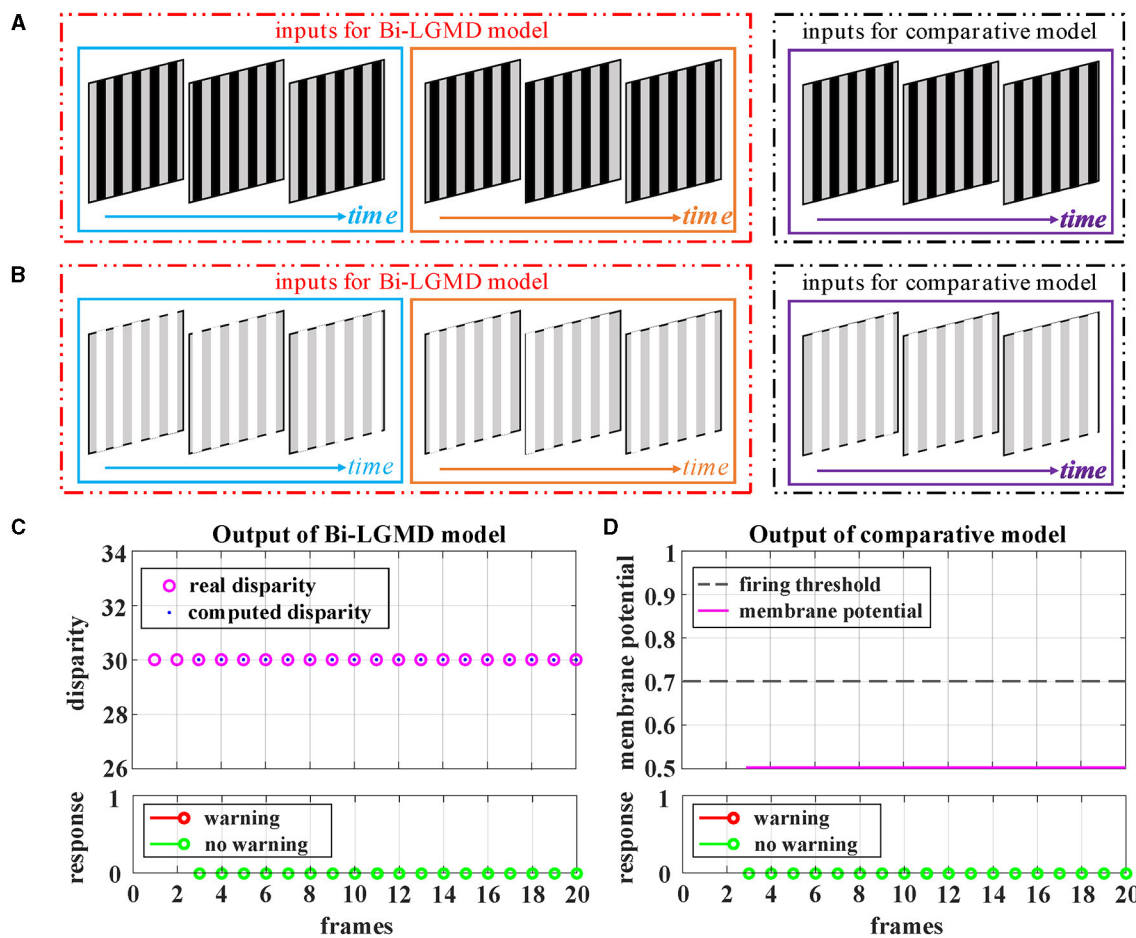 A
inputs for Bi-LGMD model
inputs for comparative model
time
time
time
B
inputs for Bi-LGMD model
inputs for comparative model
time
time
time
C
Output of Bi-LGMD model
34
32
30
28
26
disparity
real disparity
computed disparity
1
0
response
warning
no warning
0 2 4 6 8 10 12 14 16 18 20
frames
D
Output of comparative model
1
0.9
0.8
0.7
0.6
0.5
membrane potential
firing threshold
membrane potential
1
0
response
warning
no warning
0 2 4 6 8 10 12 14 16 18 20
frames